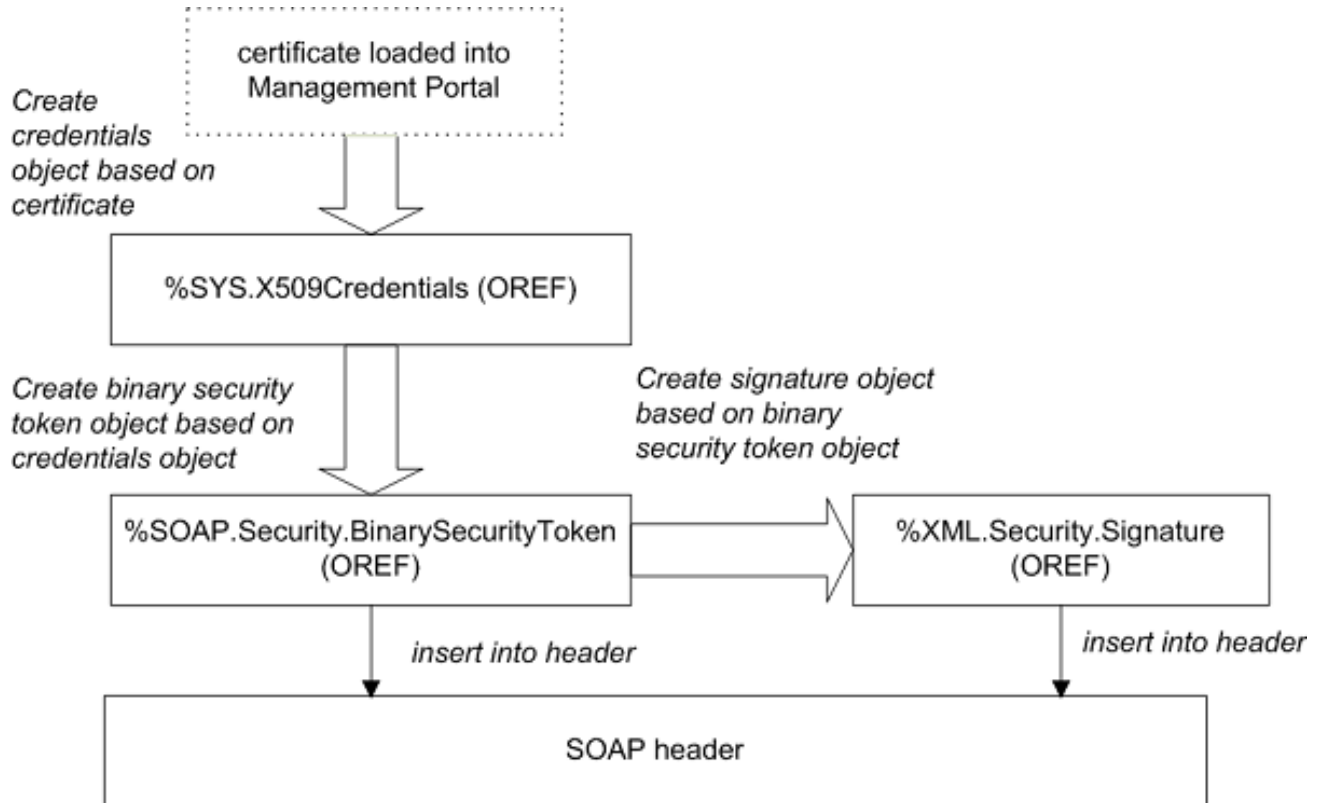 certificate loaded into
Management Portal
Create
credentials
object based on
certificate
%SYS.X509Credentials (OREF)
Create binary security
token object based on
credentials object
Create signature object
based on binary
security token object
%SOAP.Security.BinarySecurityToken
(OREF)
%XML.Security.Signature
(OREF)
insert into header
insert into header
SOAP header